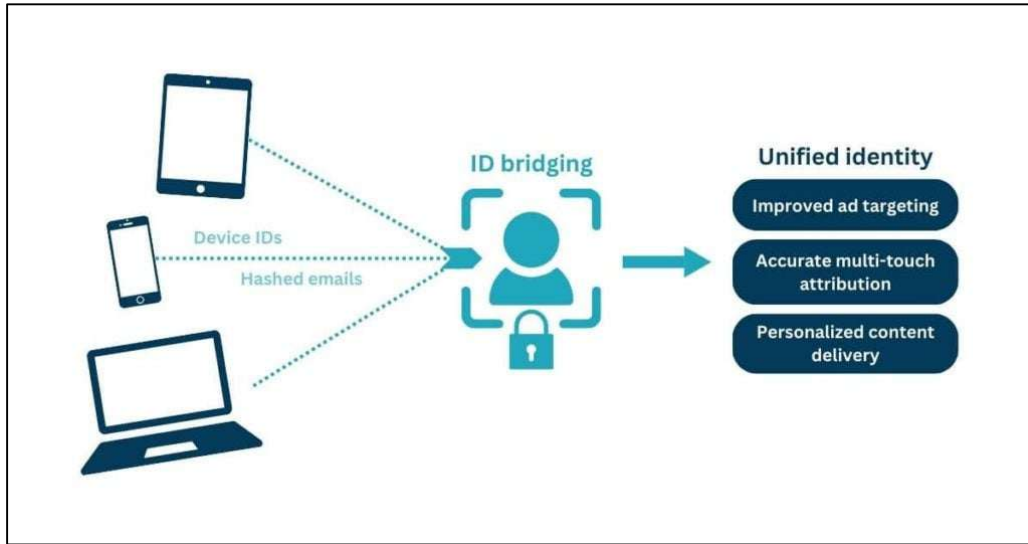 ID bridging
Device IDs
Hashed emails
Unified identity
Improved ad targeting
Accurate multi-touch
attribution
Personalized content
delivery